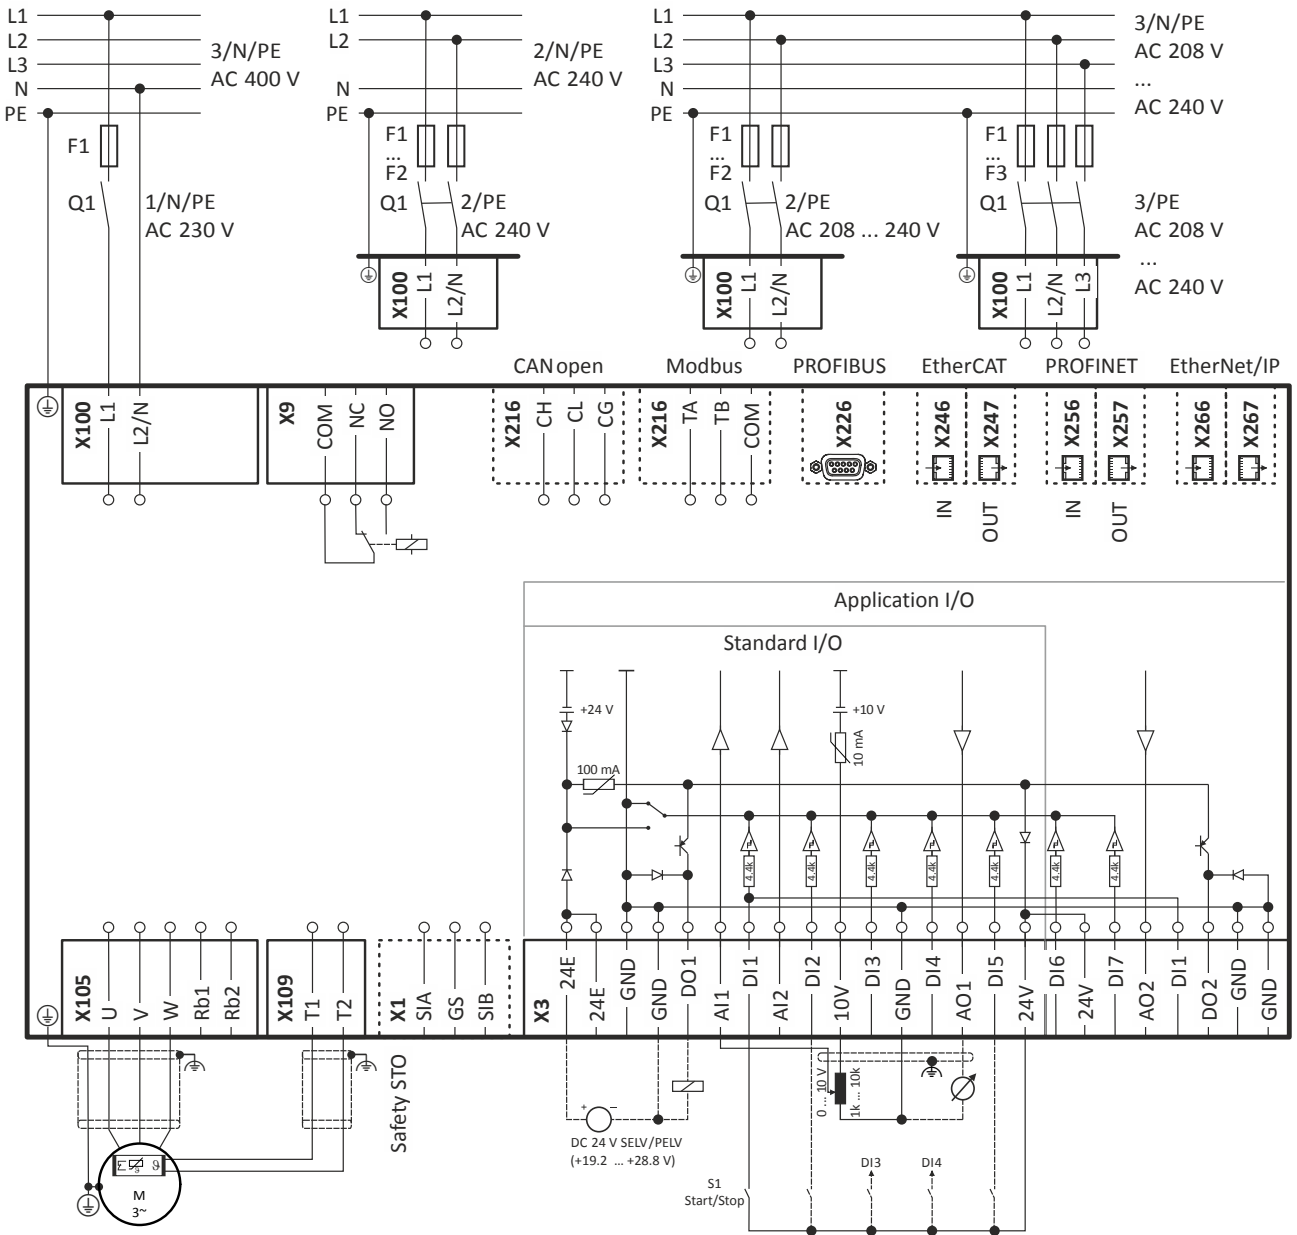 L1
L2
L3
N
PE
3/N/PE
AC 400 V
F1
Q1
1/N/PE
AC 230 V
L1
L2
N
PE
2/N/PE
AC 240 V
F1
...
F2
Q1
2/PE
AC 240 V
X100
L1
L2/N
L1
L2
L3
N
PE
3/N/PE
AC 208 V
...
AC 240 V
F1
...
F2
Q1
2/PE
AC 208 ... 240 V
X100
L1
L2/N
F1
...
F3
Q1
3/PE
AC 208 V
...
AC 240 V
X100
L1
L2/N
L3
CANopen
Modbus
PROFIBUS
EtherCAT
PROFINET
EtherNet/IP
X100
L1
L2/N
X9
COM
NC
NO
X216
CH
CL
CG
X216
TA
TB
COM
X226
X246
X247
X256
X257
X266
X267
IN
OUT
IN
OUT
Application I/O
Standard I/O
+24 V
+10 V
10 mA
100 mA
4.4k
4.4k
4.4k
4.4k
4.4k
4.4k
4.4k
X105
U
V
W
Rb1
Rb2
X109
T1
T2
X1
SIA
GS
SIB
X3
24E
24E
GND
GND
DO1
AI1
DI1
AI2
DI2
10V
DI3
GND
DI4
AO1
DI5
24V
DI6
24V
DI7
AO2
DI1
DO2
GND
GND
Safety STO
+
−
DC 24 V SELV/PELV
(+19.2 ... +28.8 V)
0 ... 10 V
1k ... 10k
S1
Start/Stop
DI3
DI4
ϑ
M
3~